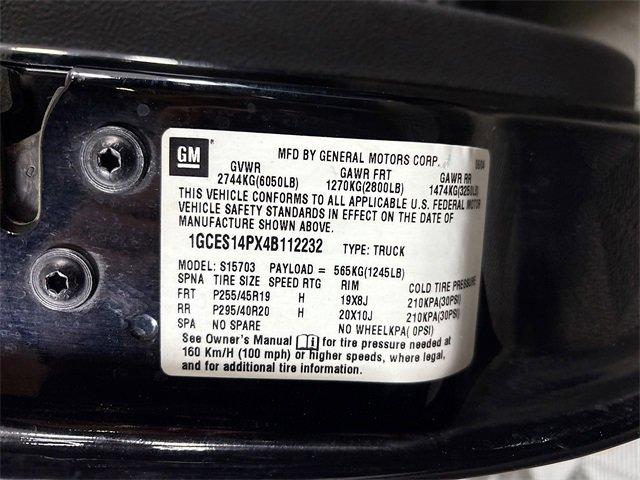 GM MFD BY GENERAL MOTORS CORP. 06/04
GVWR GAWR FRT GAWR RR
2744KG(6050LB) 1270KG(2800LB) 1474KG(3250LB)
THIS VEHICLE CONFORMS TO ALL APPLICABLE U.S. FEDERAL MOTOR
VEHICLE SAFETY STANDARDS IN EFFECT ON THE DATE OF
MANUFACTURE SHOWN ABOVE.
1GCES14PX4B112232 TYPE: TRUCK
MODEL: S15703 PAYLOAD = 565KG(1245LB)
SPNA TIRE SIZE SPEED RTG RIM COLD TIRE PRESSURE
FRT P255/45R19 H 19X8J 210KPA(30PSI)
RR P295/40R20 H 20X10J 210KPA(30PSI)
SPA NO SPARE NO WHEELKPA( 0PSI)
See Owner's Manual for tire pressure needed at
160 Km/H (100 mph) or higher speeds, where legal,
and for additional tire information.